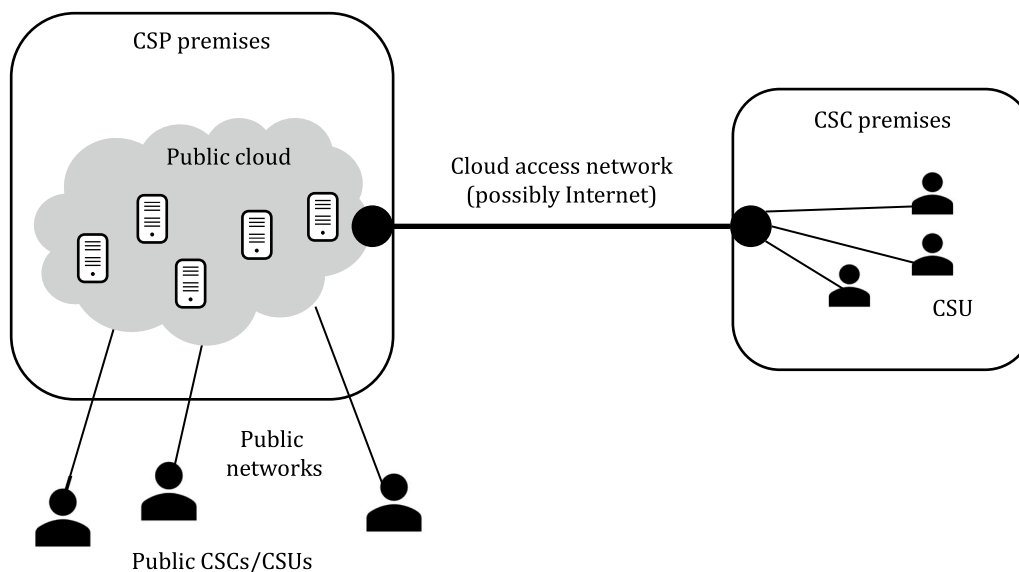 CSP premises
Public cloud
Cloud access network
(possibly Internet)
CSC premises
CSU
Public
networks
Public CSCs/CSUs